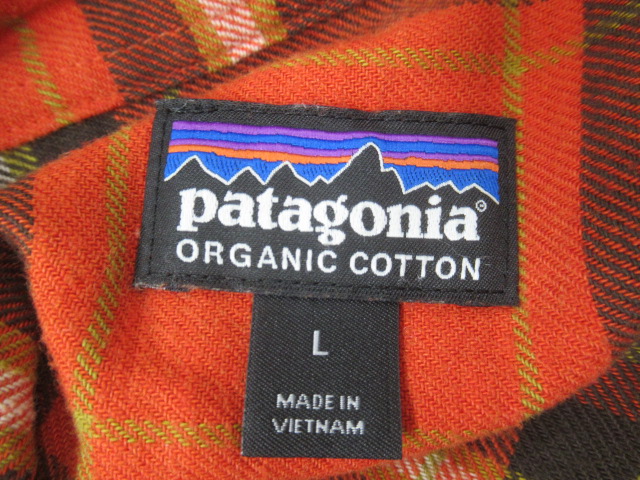 patagonia®
ORGANIC COTTON
L
MADE IN
VIETNAM